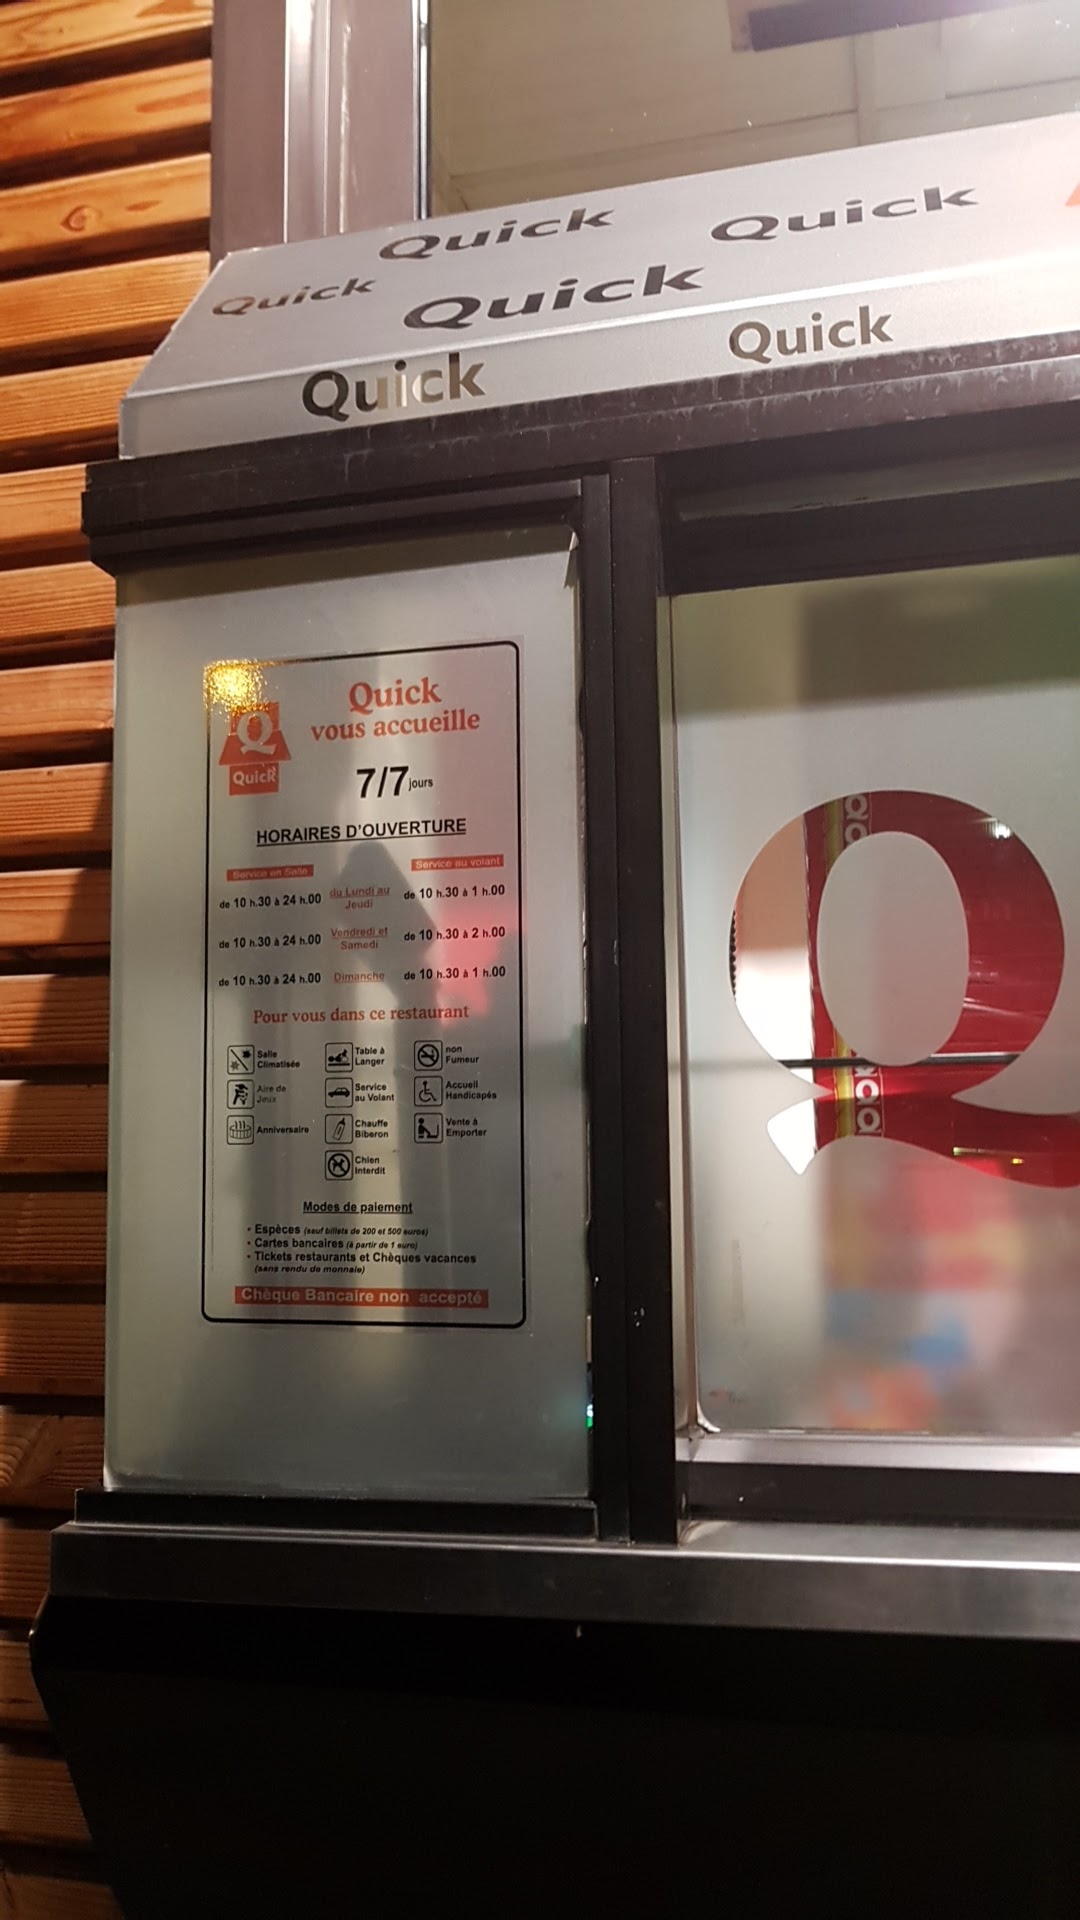 Quick Quick
Quick Quick
Quick Quick
Quick
vous accueille
Q
Quick
7/7 jours
HORAIRES D'OUVERTURE
Service en Salle Service au volant
de 10 h.30 à 24 h.00 du Lundi au Jeudi de 10 h.30 à 1 h.00
de 10 h.30 à 24 h.00 Vendredi et Samedi de 10 h.30 à 2 h.00
de 10 h.30 à 24 h.00 Dimanche de 10 h.30 à 1 h.00
Pour vous dans ce restaurant
Salle Climatisée Table à Langer non Fumeur
Aire de Jeux Service au Volant Accueil Handicapés
Anniversaire Chauffe Biberon Vente à Emporter
Chien Interdit
Modes de paiement
• Espèces (sauf billets de 200 et 500 euros)
• Cartes bancaires (à partir de 1 euro)
• Tickets restaurants et Chèques vacances
(sans rendu de monnaie)
Chèque Bancaire non accepté
Q